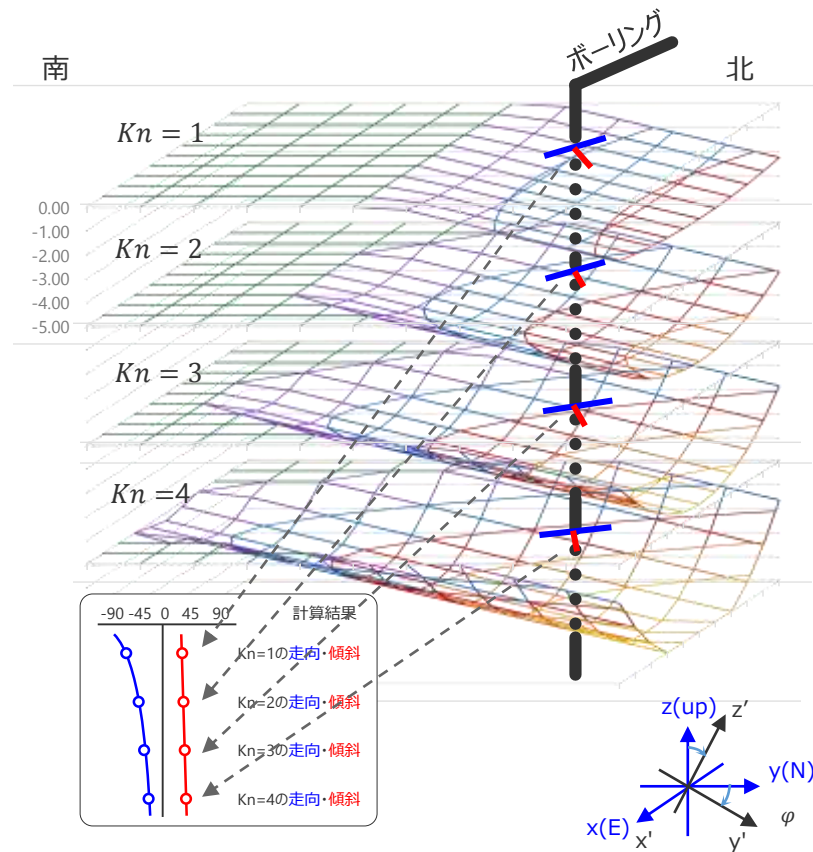 ボーリング
南
北
Kn = 1
0.00
-1.00
-2.00
-3.00
-4.00
-5.00
Kn = 2
Kn = 3
Kn =4
-90 -45 0 45 90 計算結果
Kn=1の走向・傾斜
Kn=2の走向・傾斜
Kn=3の走向・傾斜
Kn=4の走向・傾斜
z(up)
z'
y(N)
x(E)
x'
y'
φ